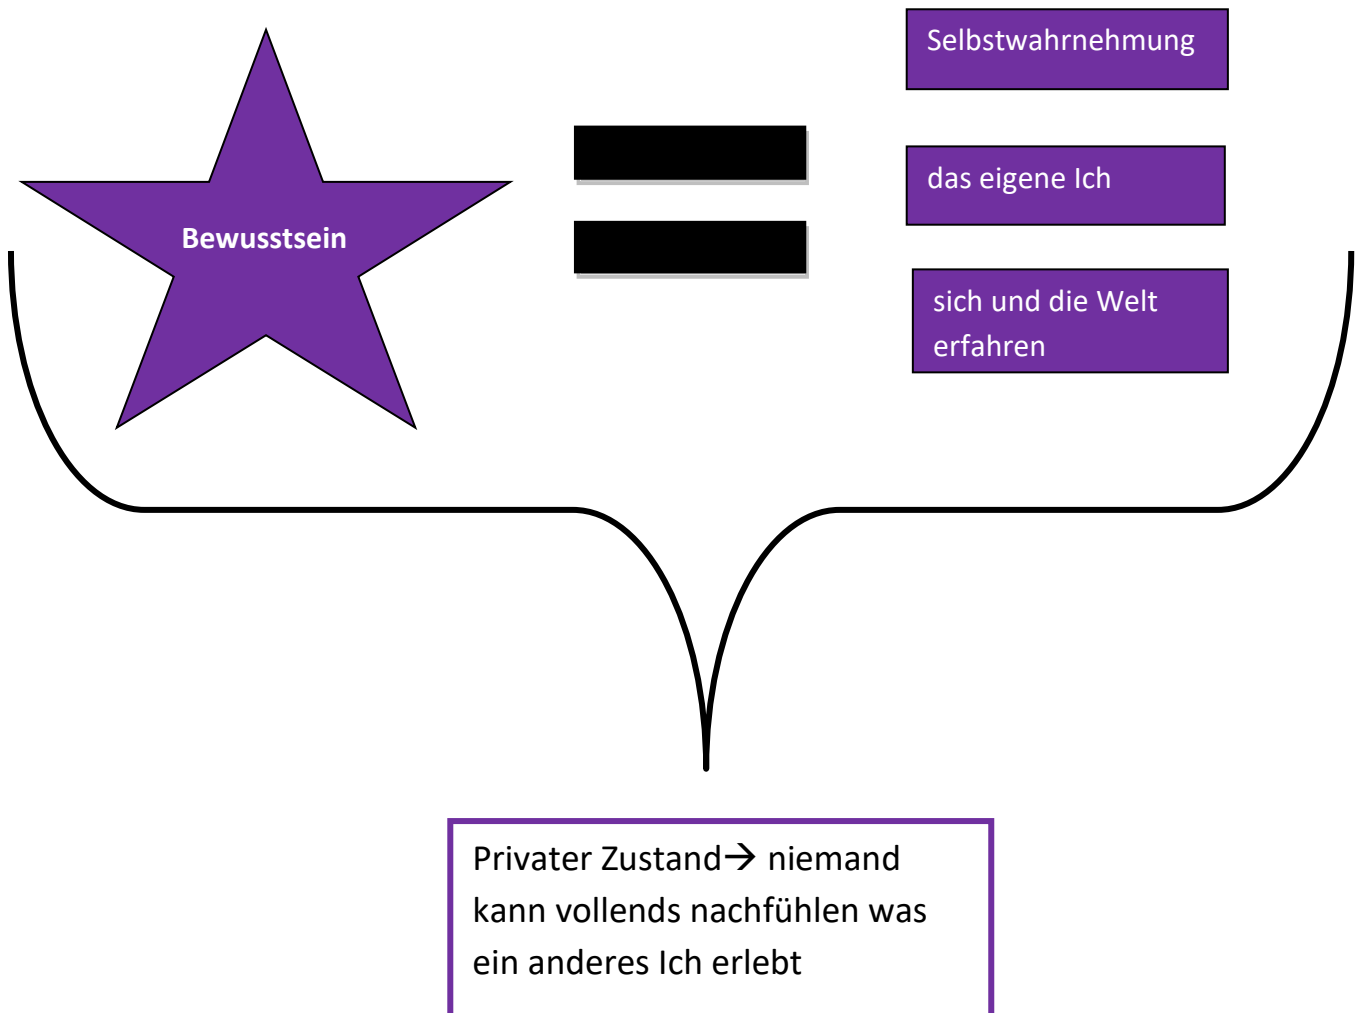 Selbstwahrnehmung
das eigene Ich
Bewusstsein
sich und die Welt
erfahren
Privater Zustand→ niemand
kann vollends nachfühlen was
ein anderes Ich erlebt